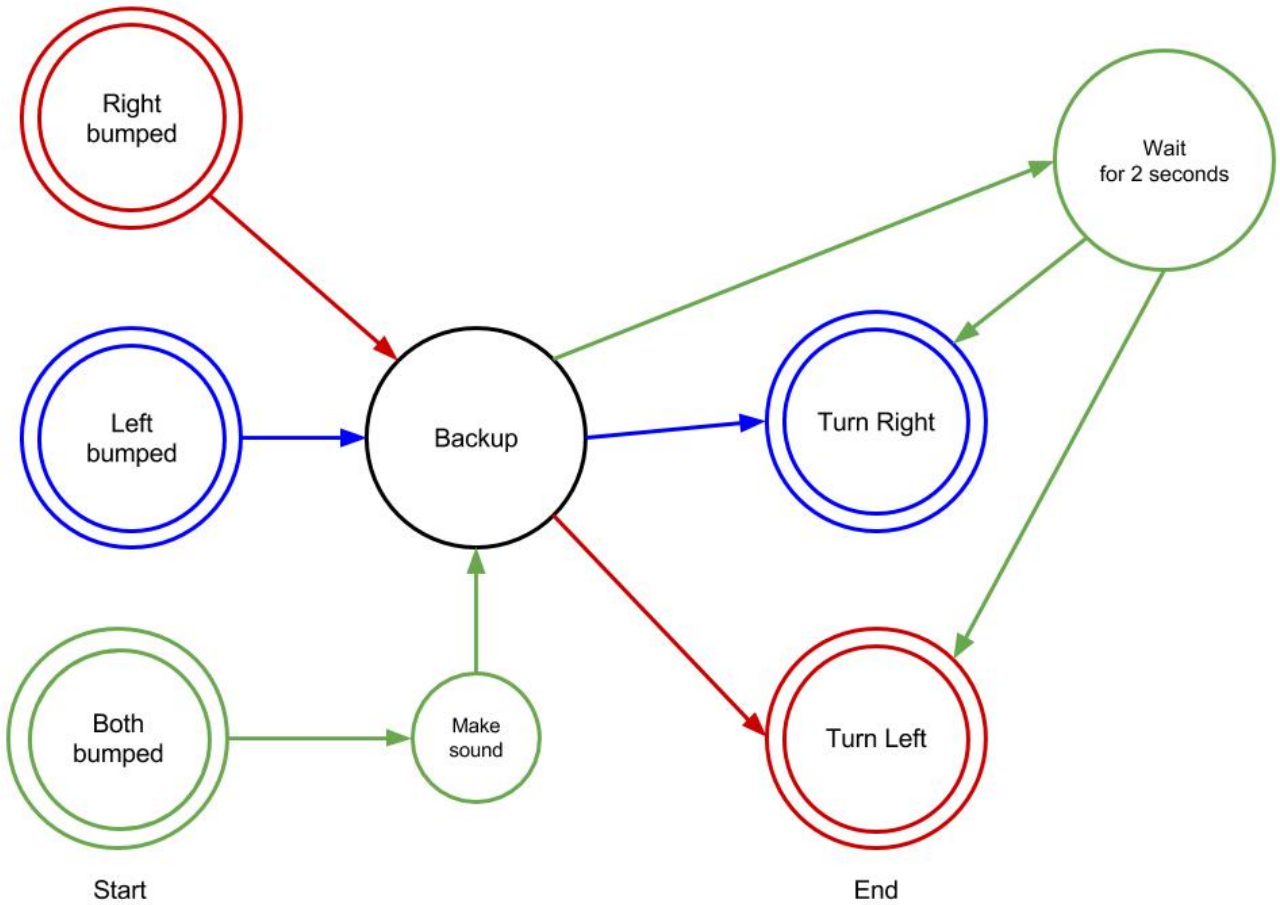 Right
bumped
Wait
for 2 seconds
Left
bumped
Backup
Turn Right
Both
bumped
Make
sound
Turn Left
Start
End